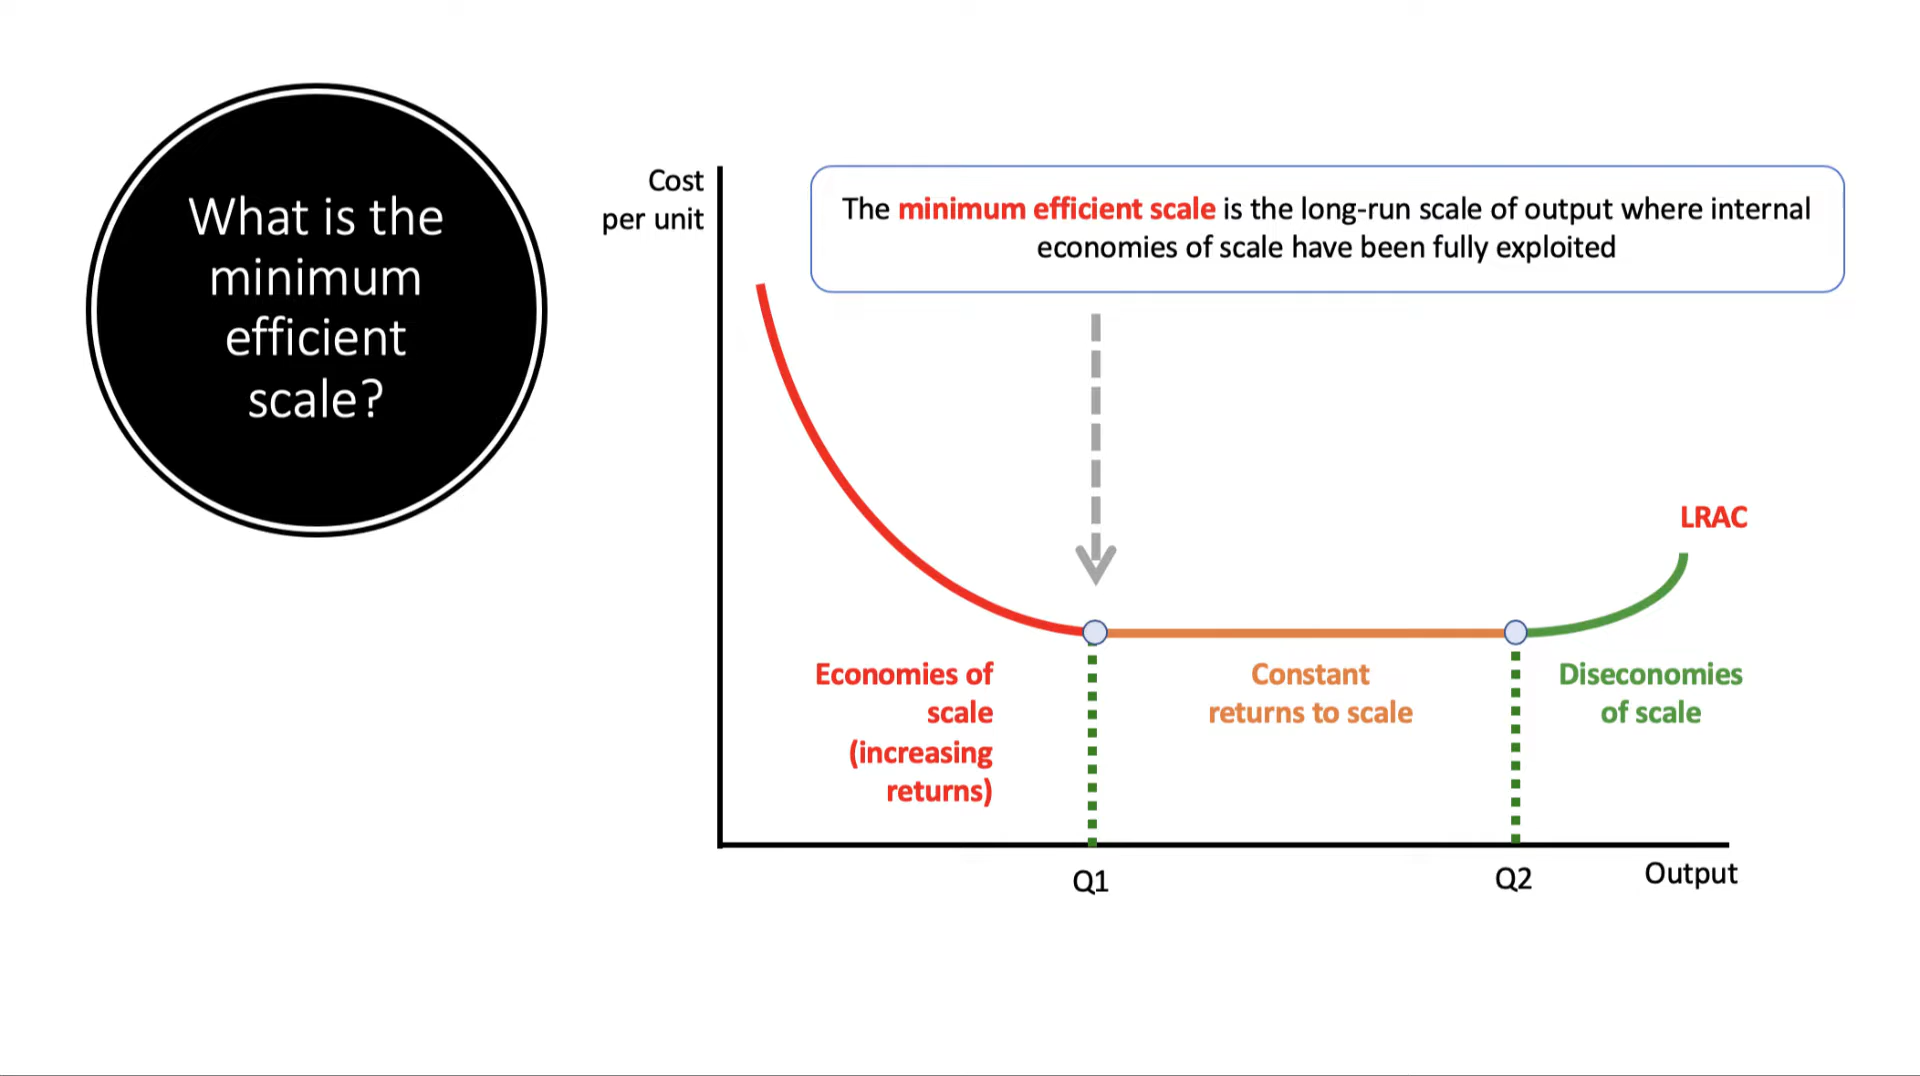 What is the
minimum
efficient
scale?
Cost
per unit
The minimum efficient scale is the long-run scale of output where internal
economies of scale have been fully exploited
LRAC
Economies of
scale
(increasing
returns)
Constant
returns to scale
Diseconomies
of scale
Q1
Q2
Output